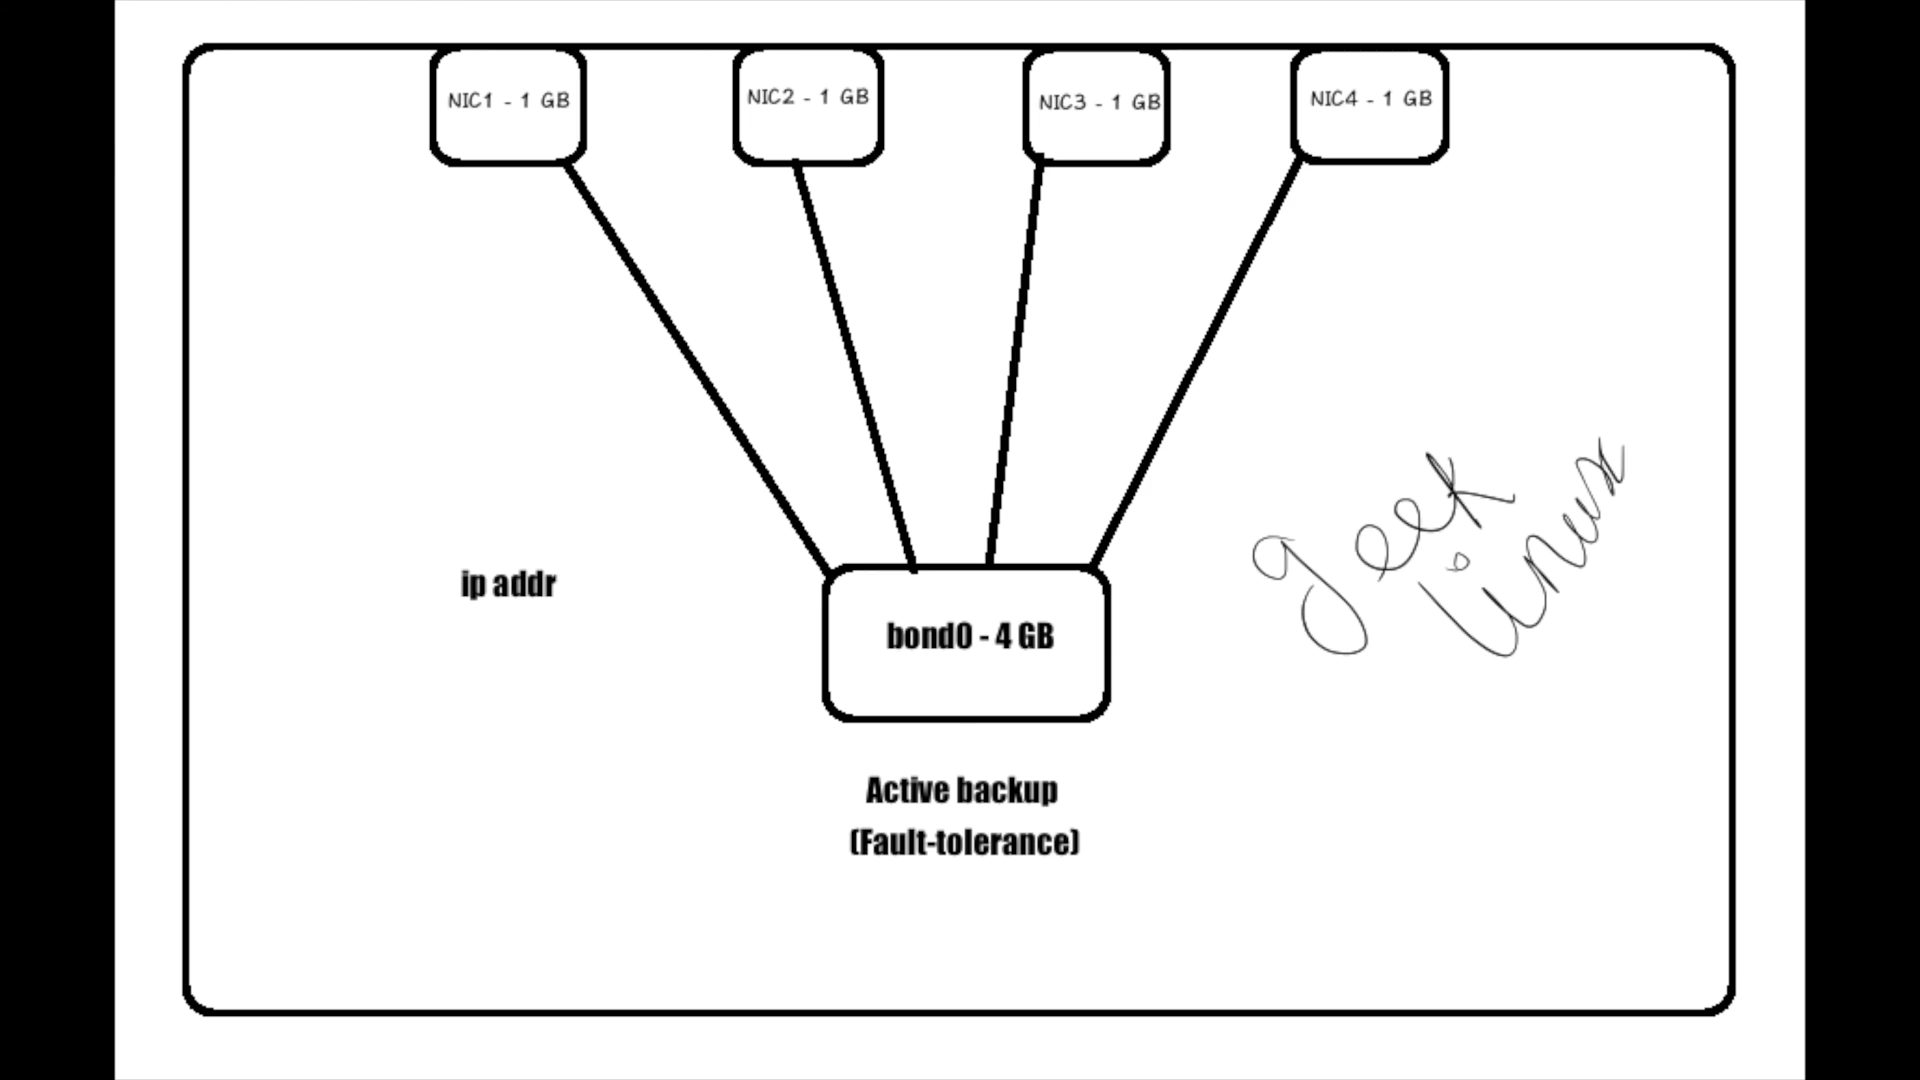 NIC1 - 1 GB
NIC2 - 1 GB
NIC3 - 1 GB
NIC4 - 1 GB
geek
linux
ip addr
bond0 - 4 GB
Active backup
(Fault-tolerance)